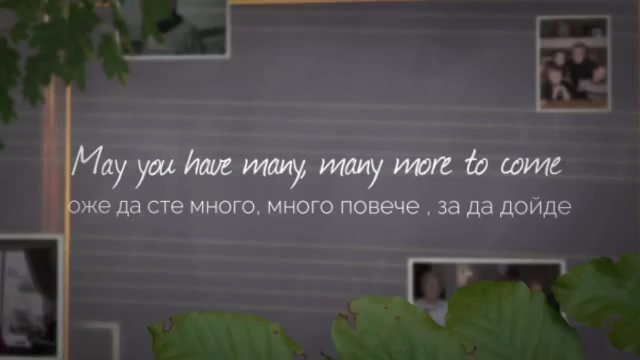 May you have many, many more to come
оже да сте много, много повече , за да дойде